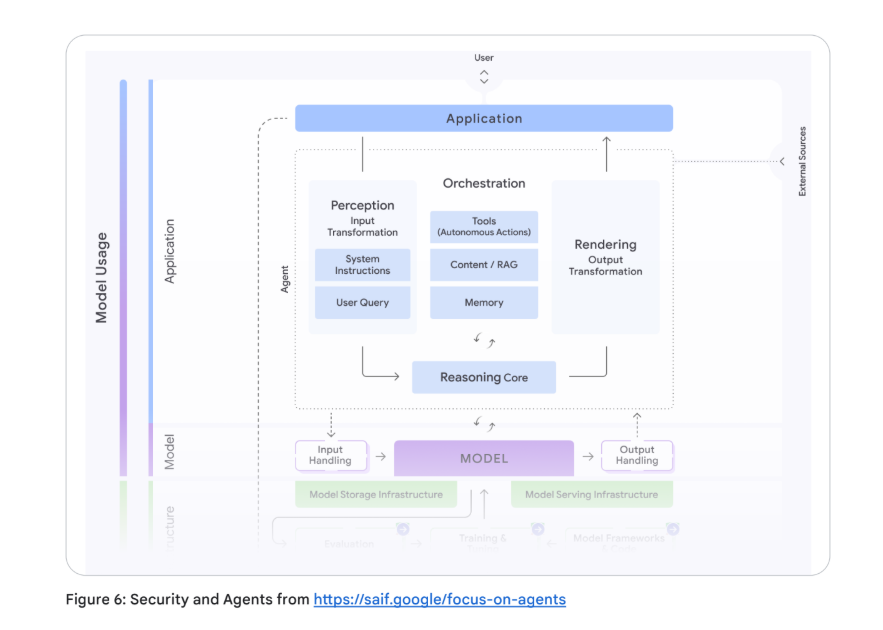 User
Application
External Sources
Model Usage
Application
Agent
Orchestration
Perception
Input
Transformation
System
Instructions
User Query
Tools
(Autonomous Actions)
Content / RAG
Memory
Rendering
Output
Transformation
Reasoning Core
Model
Input
Handling
MODEL
Output
Handling
Model Storage Infrastructure
Model Serving Infrastructure
ucture
Evaluation
Training &
Model Frameworks
Figure 6: Security and Agents from https://saif.google/focus-on-agents